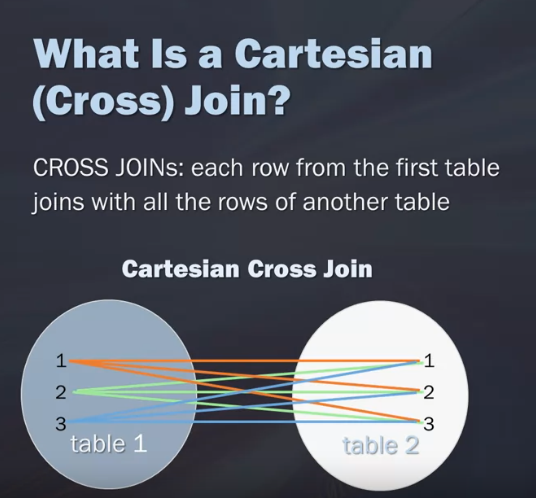 What Is a Cartesian
(Cross) Join?
CROSS JOINs: each row from the first table
joins with all the rows of another table
Cartesian Cross Join
1 1
2 2
3 3
table 1 table 2